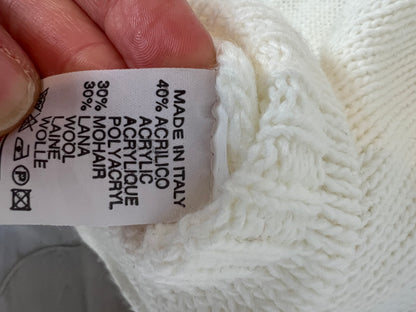 MADE IN ITALY
40% ACRILICO
ACRYLIC
ACRYLIQUE
POLYACRYL
30% MOHAIR
30% LANA
WOOL
LAINE
WOLLE
P